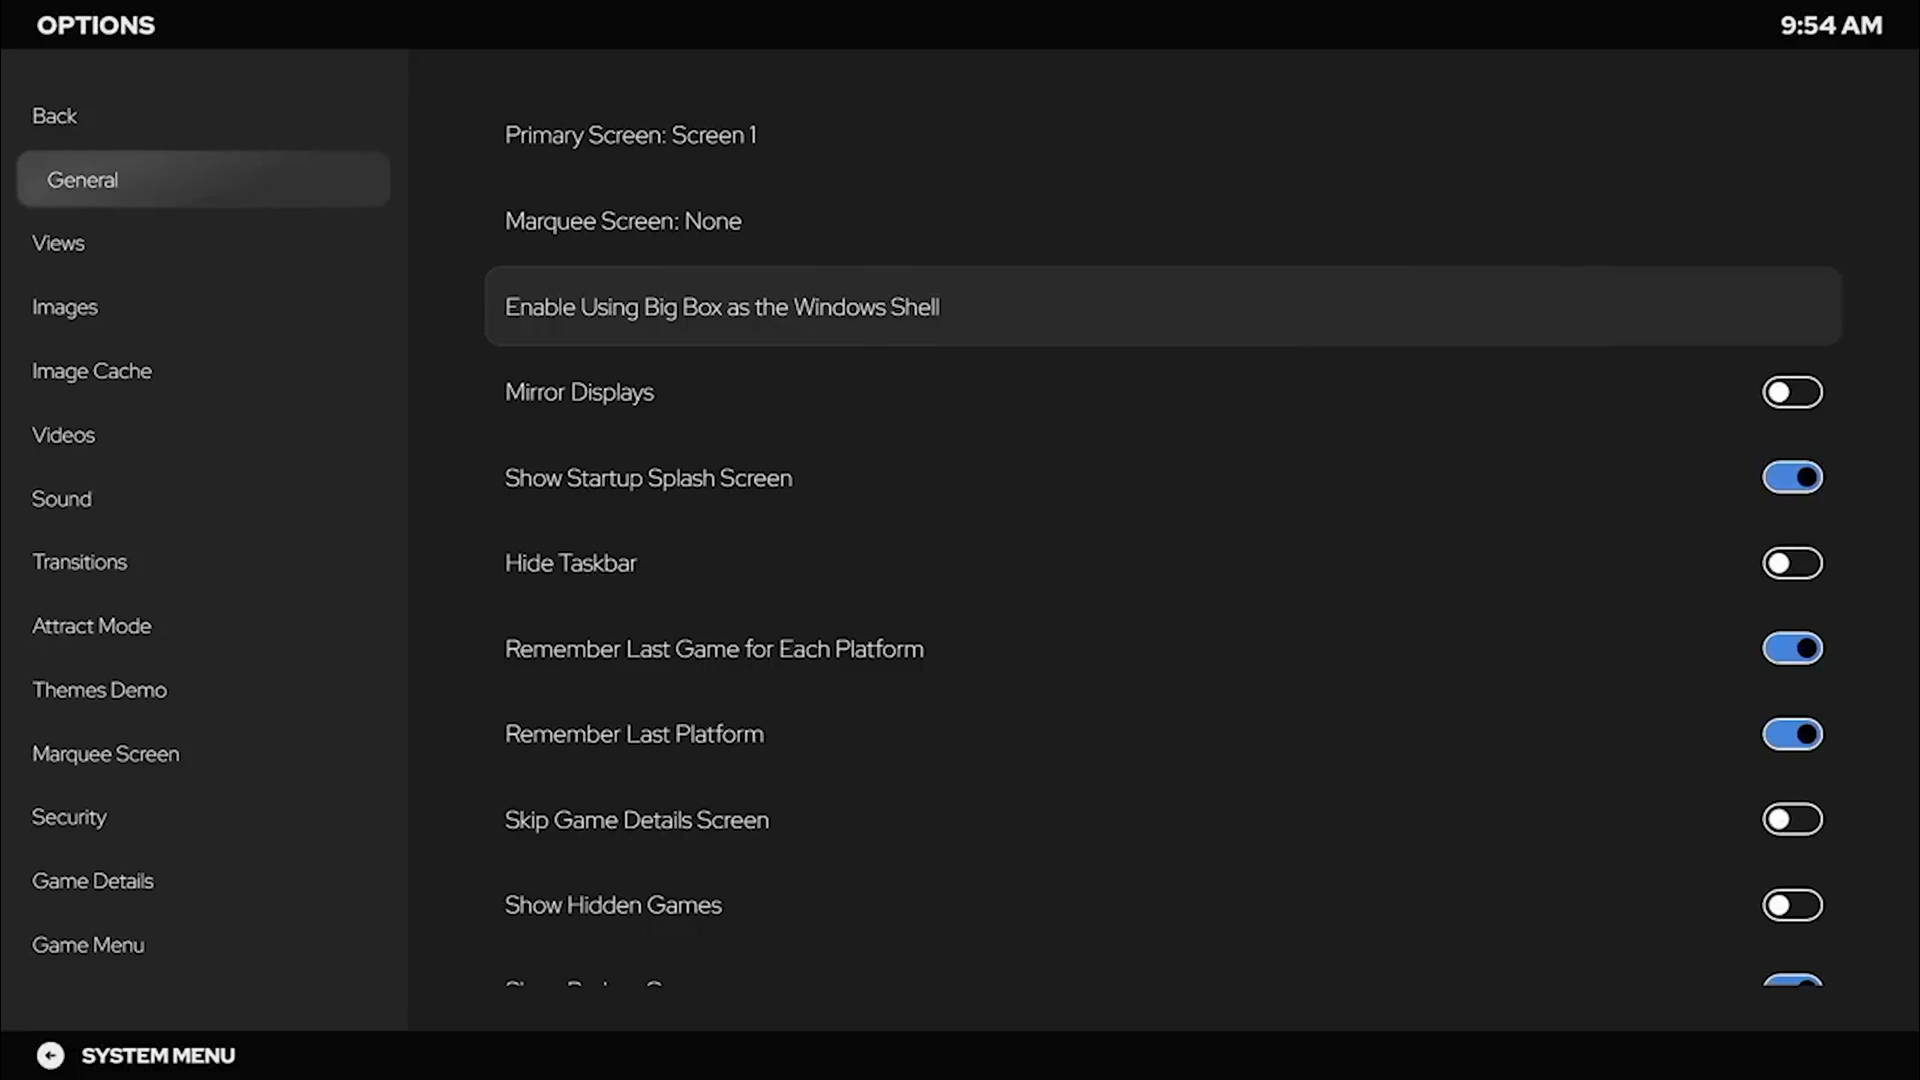 OPTIONS
9:54 AM
Back
General
Views
Images
Image Cache
Videos
Sound
Transitions
Attract Mode
Themes Demo
Marquee Screen
Security
Game Details
Game Menu
Primary Screen: Screen 1
Marquee Screen: None
Enable Using Big Box as the Windows Shell
Mirror Displays
Show Startup Splash Screen
Hide Taskbar
Remember Last Game for Each Platform
Remember Last Platform
Skip Game Details Screen
Show Hidden Games
SYSTEM MENU